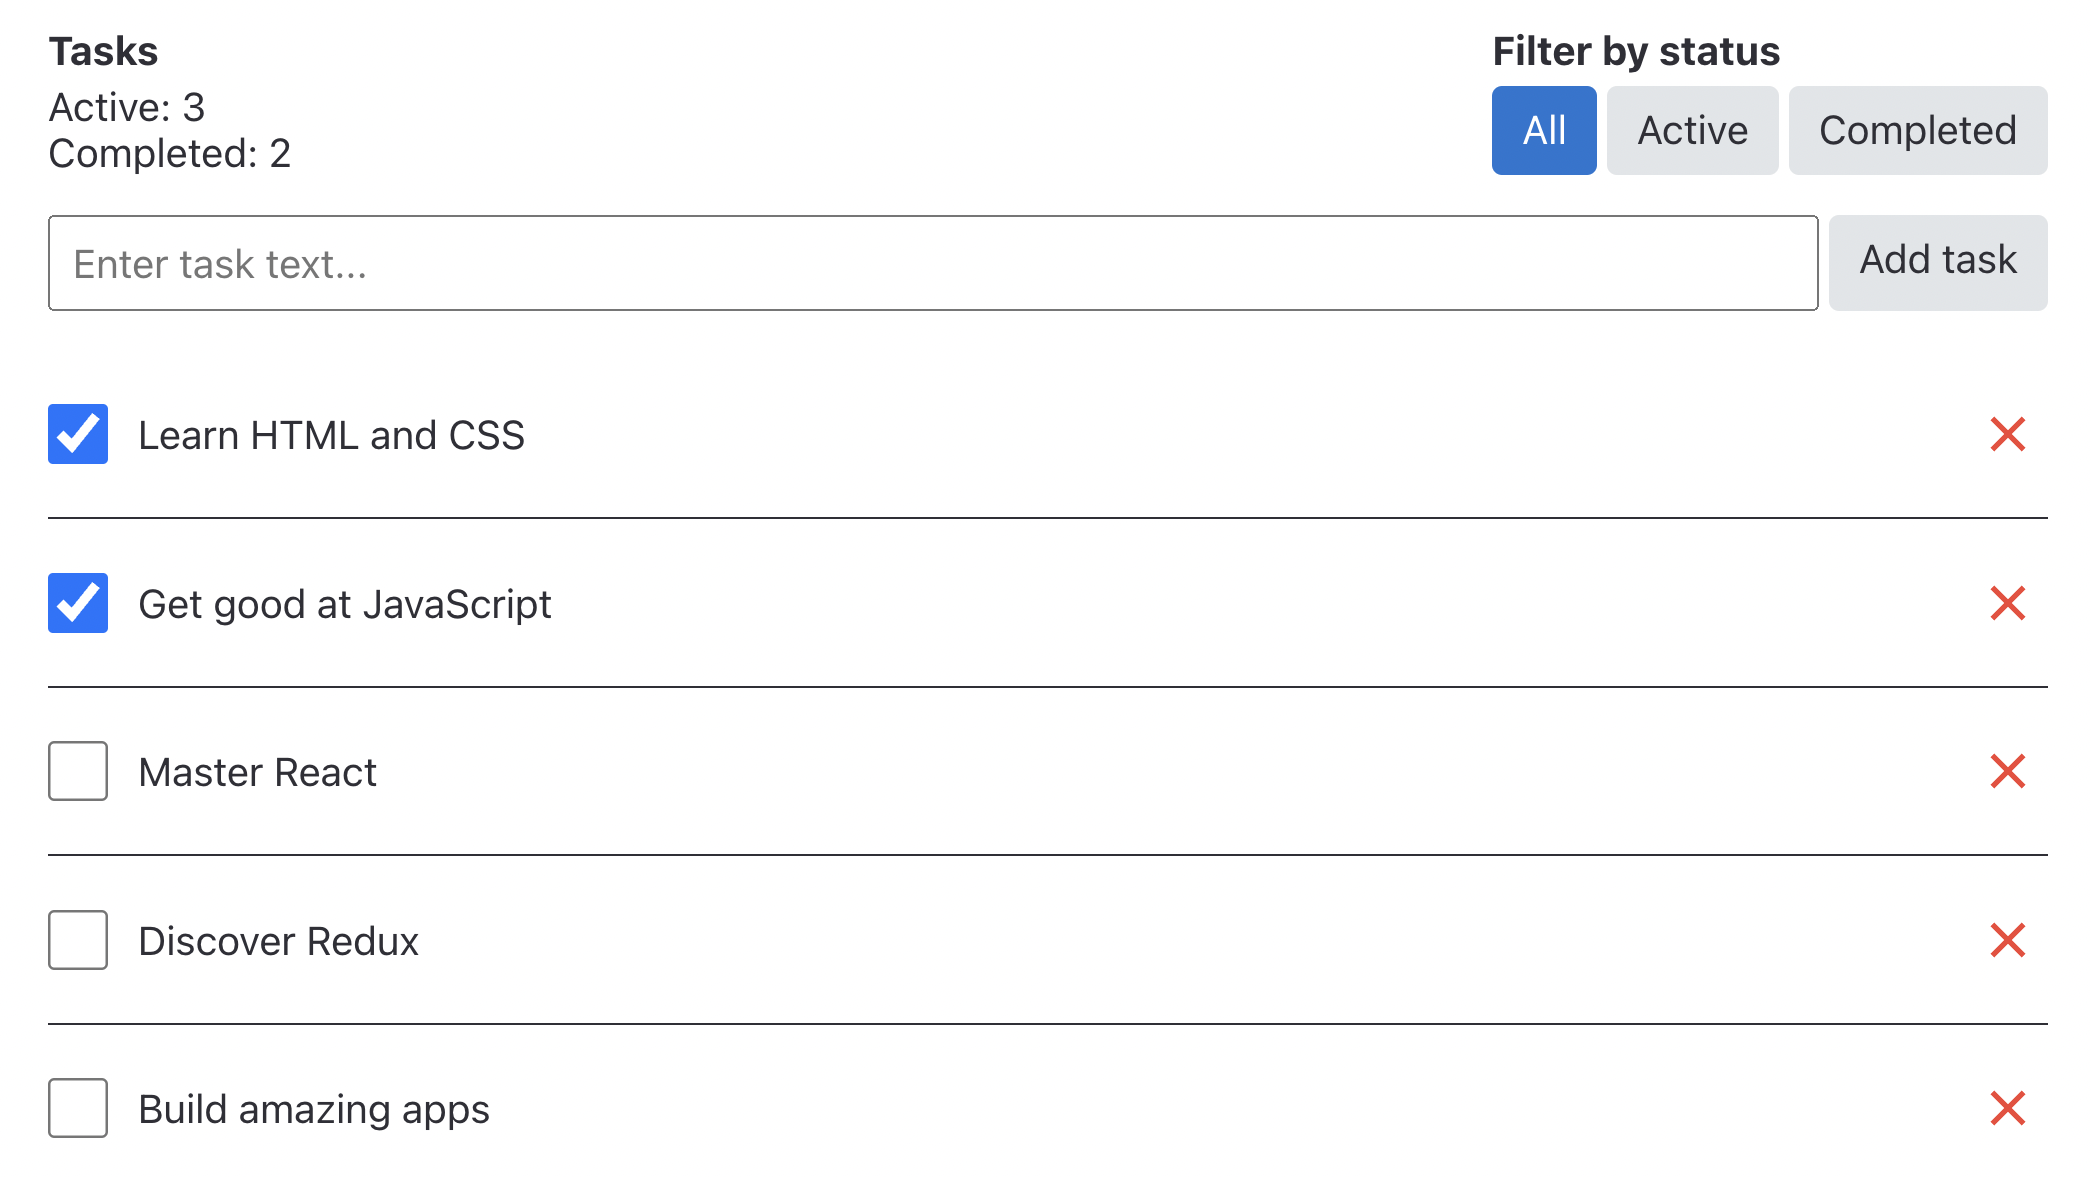 Tasks
Active: 3
Completed: 2
Filter by status
All
Active
Completed
Enter task text...
Add task
Learn HTML and CSS
Get good at JavaScript
Master React
Discover Redux
Build amazing apps